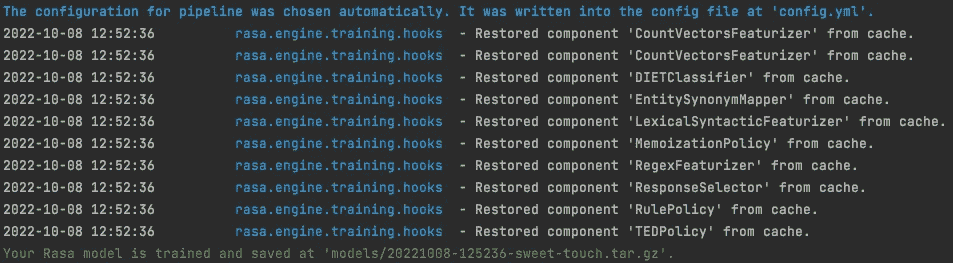 The configuration for pipeline was chosen automatically. It was written into the config file at 'config.yml'.
2022-10-08 12:52:36 rasa.engine.training.hooks - Restored component 'CountVectorsFeaturizer' from cache.
2022-10-08 12:52:36 rasa.engine.training.hooks - Restored component 'CountVectorsFeaturizer' from cache.
2022-10-08 12:52:36 rasa.engine.training.hooks - Restored component 'DIETClassifier' from cache.
2022-10-08 12:52:36 rasa.engine.training.hooks - Restored component 'EntitySynonymMapper' from cache.
2022-10-08 12:52:36 rasa.engine.training.hooks - Restored component 'LexicalSyntacticFeaturizer' from cache.
2022-10-08 12:52:36 rasa.engine.training.hooks - Restored component 'MemoizationPolicy' from cache.
2022-10-08 12:52:36 rasa.engine.training.hooks - Restored component 'RegexFeaturizer' from cache.
2022-10-08 12:52:36 rasa.engine.training.hooks - Restored component 'ResponseSelector' from cache.
2022-10-08 12:52:36 rasa.engine.training.hooks - Restored component 'RulePolicy' from cache.
2022-10-08 12:52:36 rasa.engine.training.hooks - Restored component 'TEDPolicy' from cache.
Your Rasa model is trained and saved at 'models/20221008-125236-sweet-touch.tar.gz'.